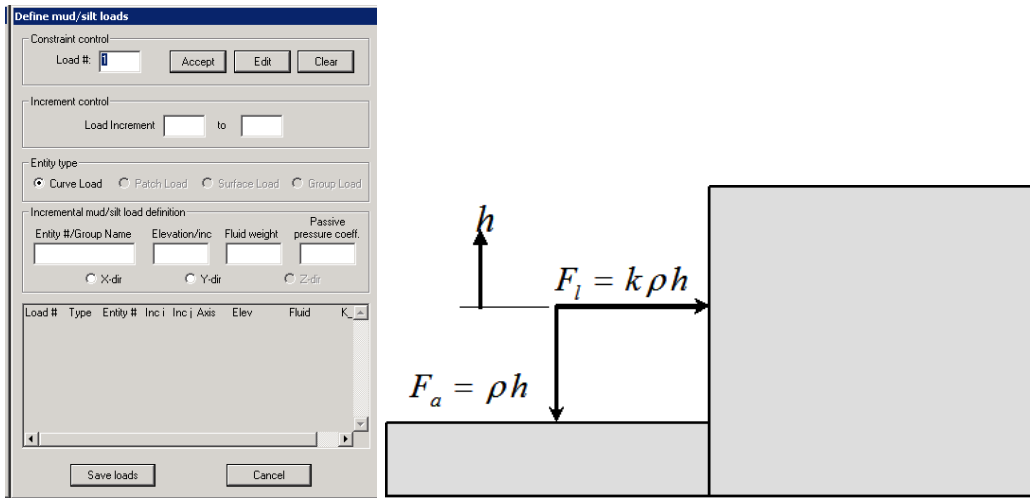 Define mud/silt loads
Constraint control
Load #: 1 Accept Edit Clear
Increment control
Load Increment to
Entity type
Curve Load Patch Load Surface Load Group Load
Incremental mud/silt load definition
Entity #/Group Name Elevation/inc Fluid weight Passive pressure coeff.
X-dir Y-dir Z-dir
Load # Type Entity # Inc i Inc j Axis Elev Fluid K_
Save loads Cancel
h
F_l = k ρ h
F_a = ρ h